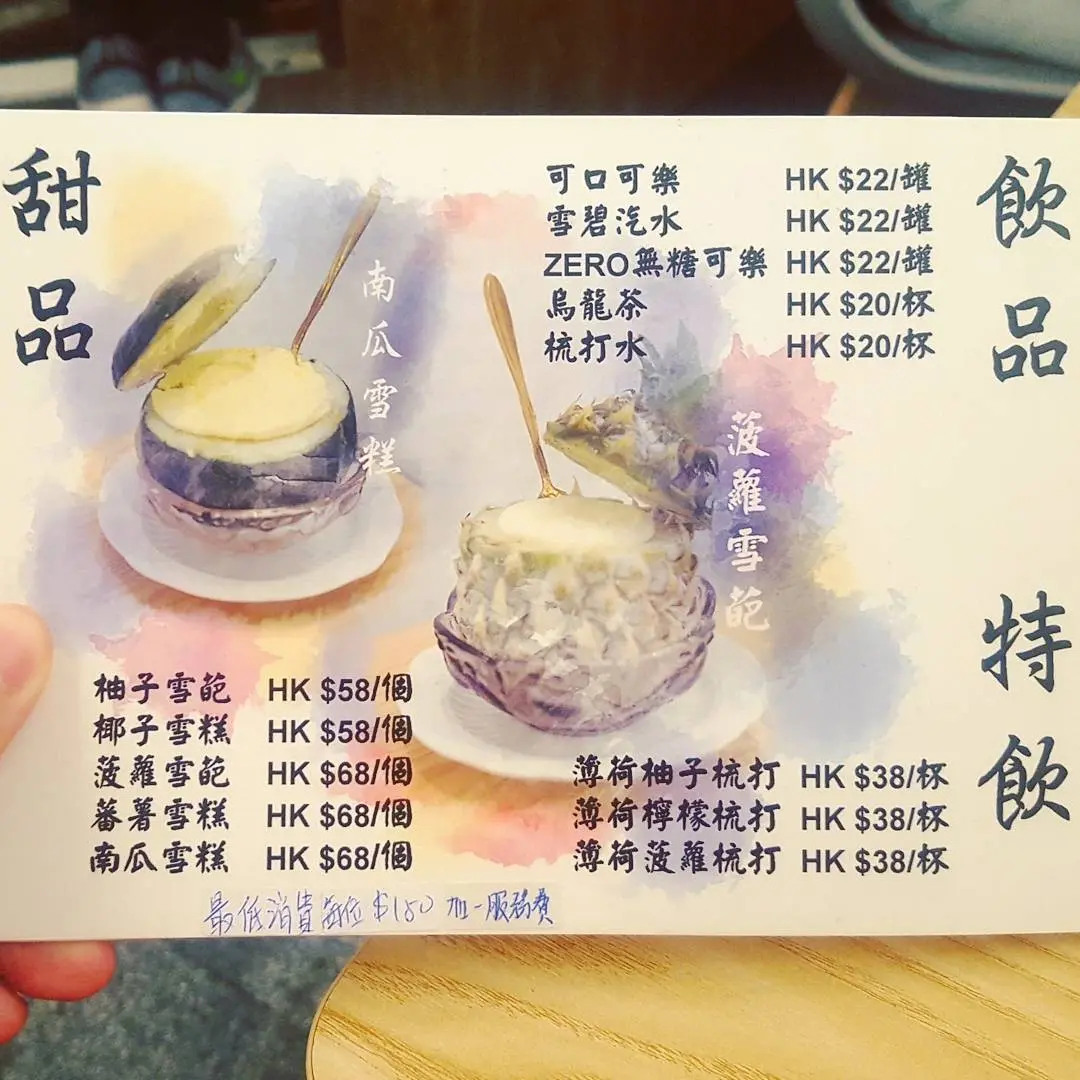 甜品
南瓜雪糕
菠蘿雪葩
柚子雪葩 HK $58/個
椰子雪糕 HK $58/個
菠蘿雪葩 HK $68/個
蕃薯雪糕 HK $68/個
南瓜雪糕 HK $68/個
飲品
可口可樂 HK $22/罐
雪碧汽水 HK $22/罐
ZERO無糖可樂 HK $22/罐
烏龍茶 HK $20/杯
梳打水 HK $20/杯
特飲
薄荷柚子梳打 HK $38/杯
薄荷檸檬梳打 HK $38/杯
薄荷菠蘿梳打 HK $38/杯
最低消費每位 $180 加一服務費